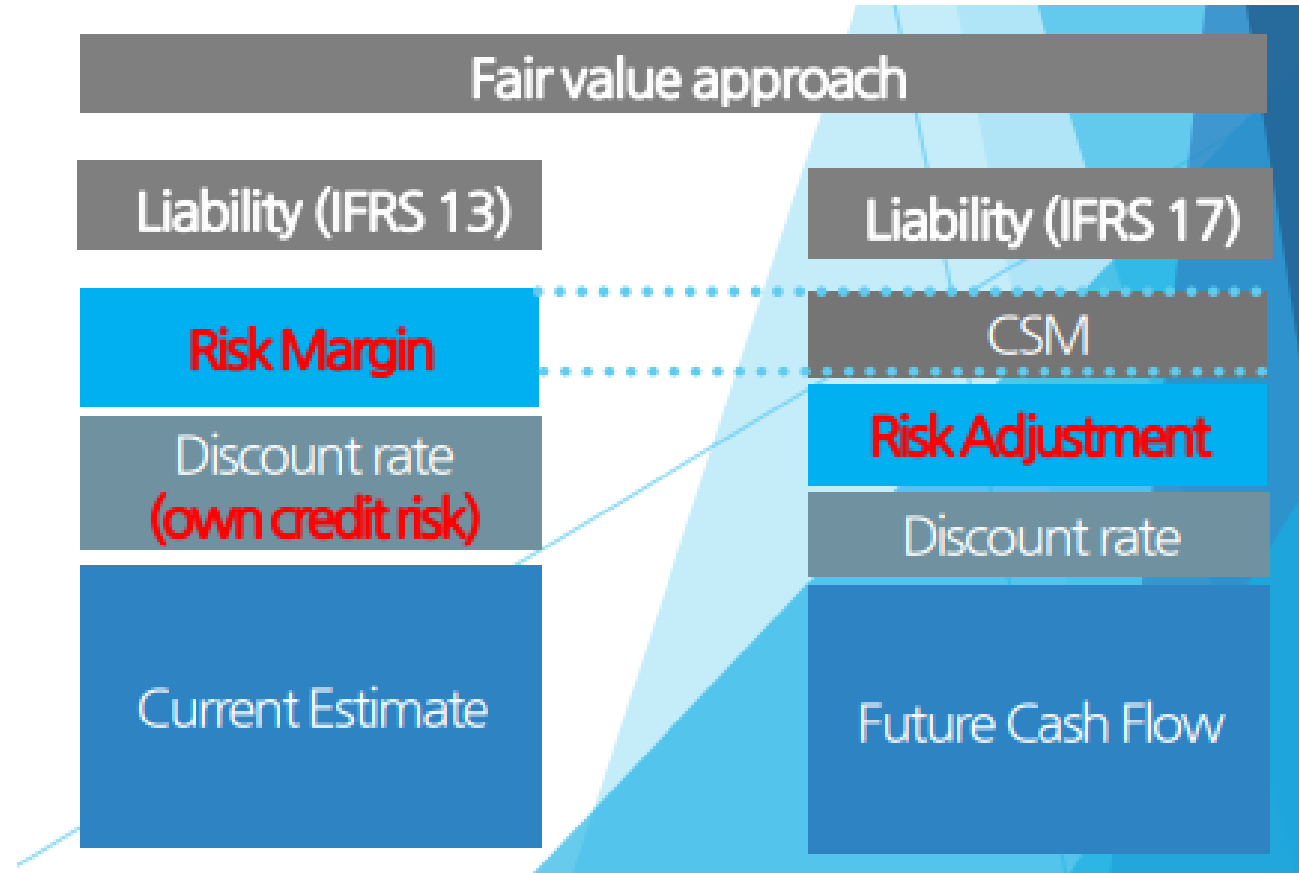 Fair value approach
Liability (IFRS 13)
Risk Margin
Discount rate
(own credit risk)
Current Estimate
Liability (IFRS 17)
CSM
Risk Adjustment
Discount rate
Future Cash Flow